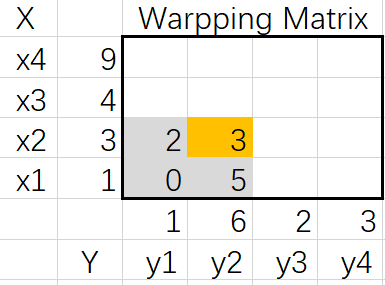 X Warpping Matrix
x4 9
x3 4
x2 3 2 3
x1 1 0 5
1 6 2 3
Y y1 y2 y3 y4